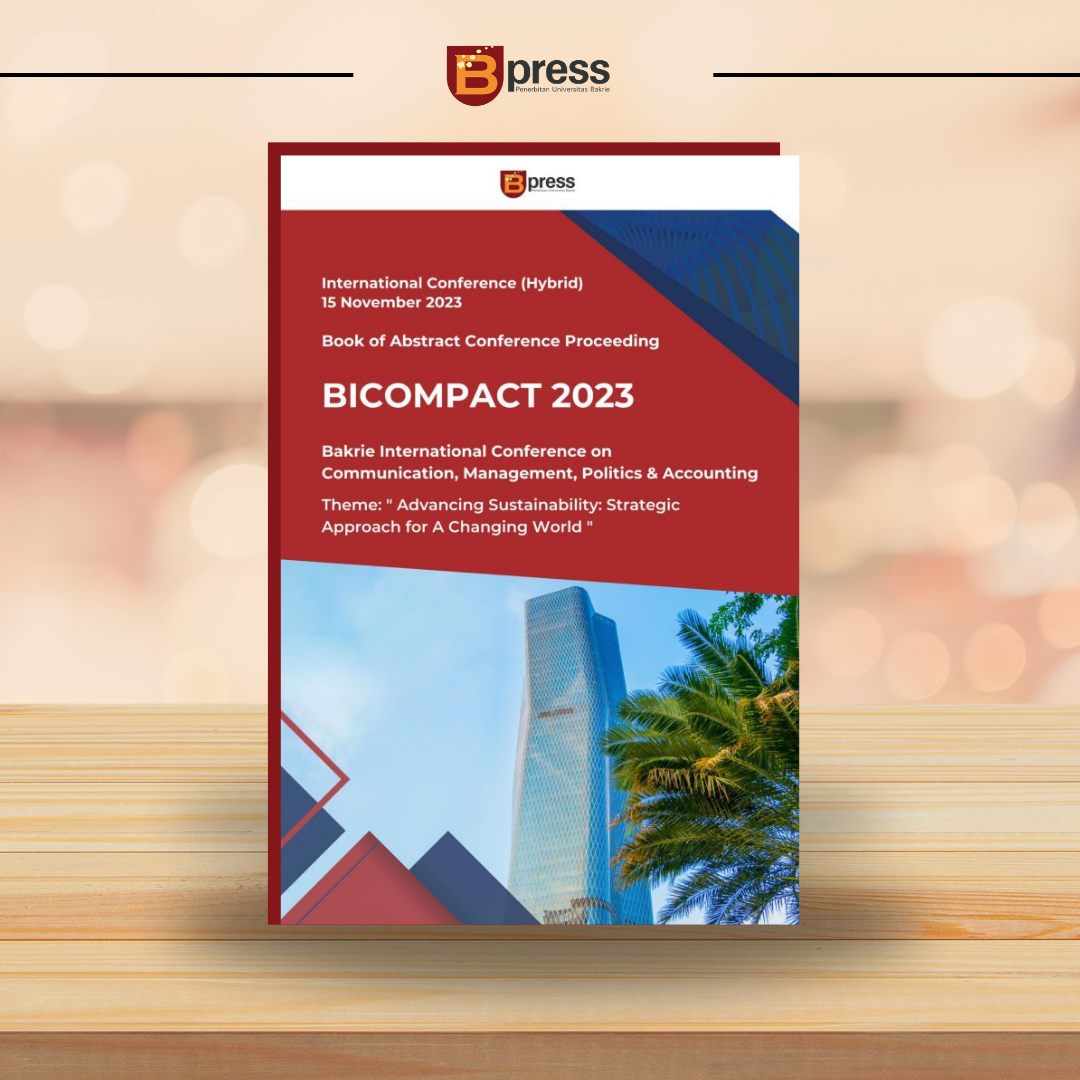 Bpress
Penerbitan Universitas Bakrie
Bpress
International Conference (Hybrid)
15 November 2023
Book of Abstract Conference Proceeding
BICOMPACT 2023
Bakrie International Conference on
Communication, Management, Politics & Accounting
Theme: " Advancing Sustainability: Strategic
Approach for A Changing World "